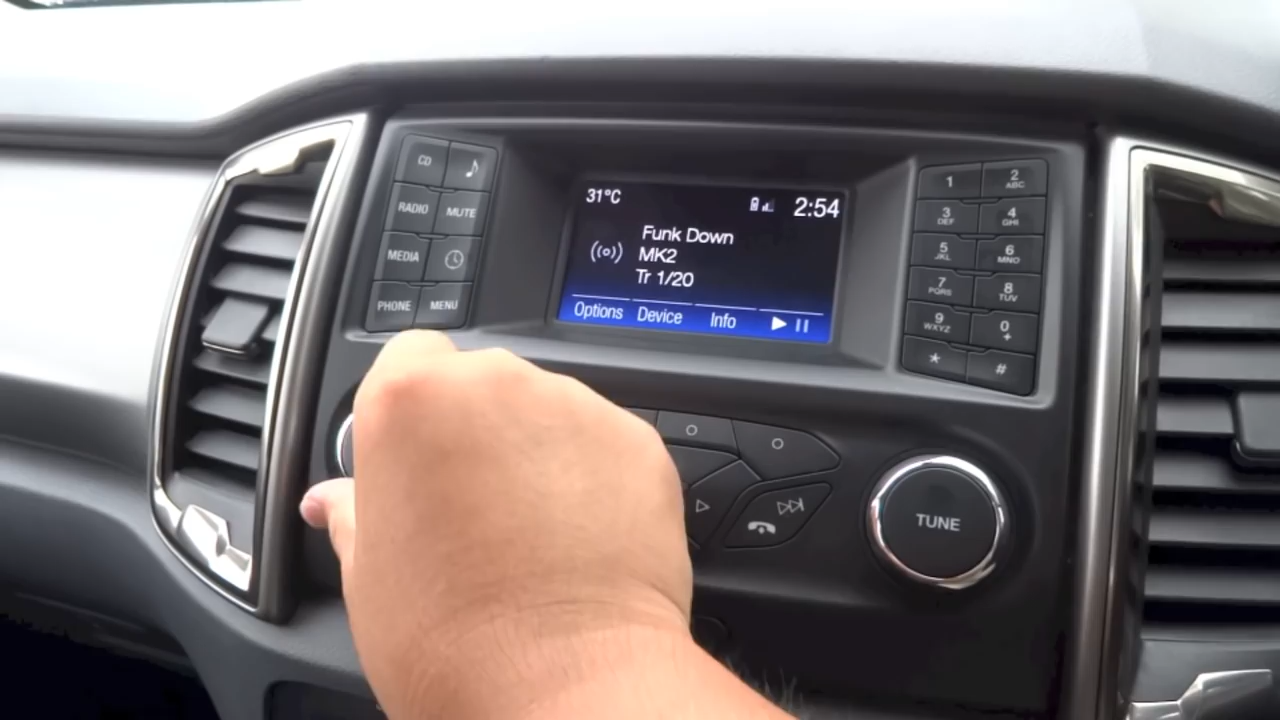 CD
RADIO MUTE
MEDIA
PHONE MENU
31°C 2:54
Funk Down
MK2
Tr 1/20
Options Device Info
1 2 ABC
3 DEF 4 GHI
5 JKL 6 MNO
7 PQRS 8 TUV
9 WXYZ 0 +
* #
TUNE